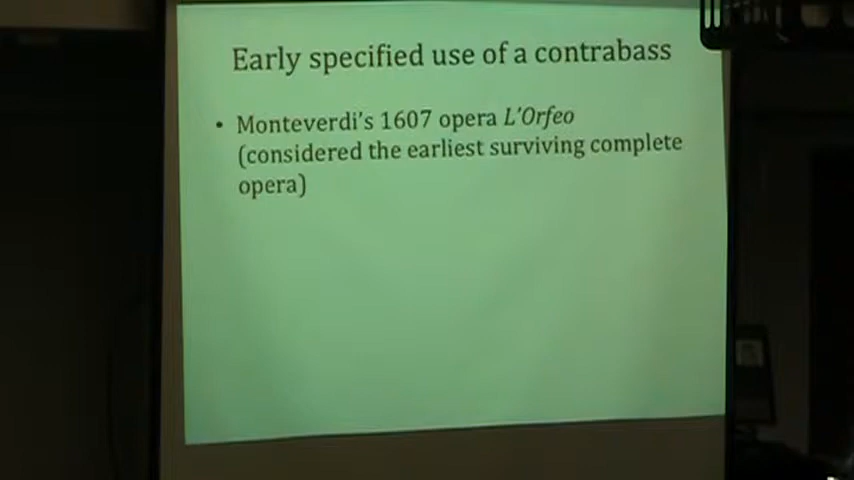 Early specified use of a contrabass
• Monteverdi's 1607 opera L'Orfeo
(considered the earliest surviving complete
opera)